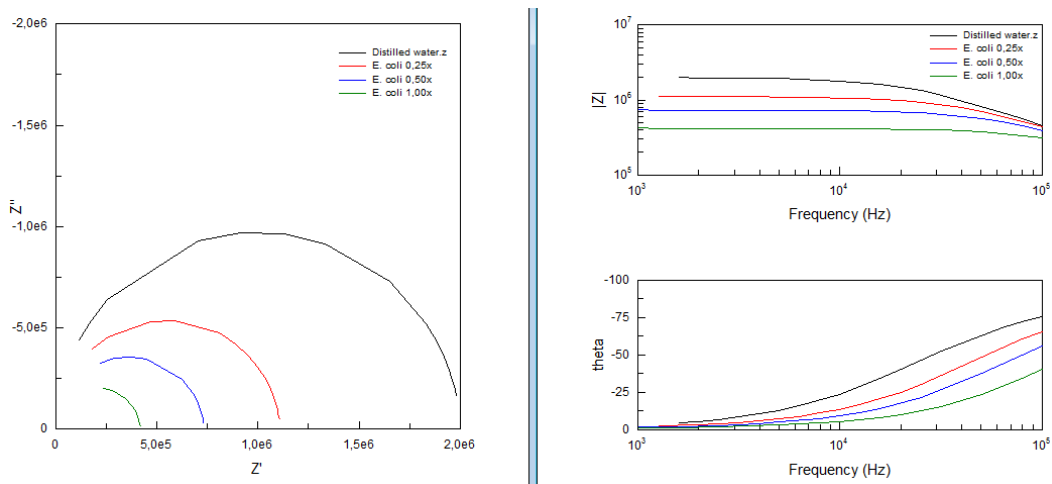 -2,0e6
-1,5e6
-1,0e6
-5,0e5
0
Z''
0
5,0e5
1,0e6
1,5e6
2,0e6
Z'
Distilled water.z
E. coli 0,25x
E. coli 0,50x
E. coli 1,00x
10⁷
10⁶
10⁵
|Z|
10³
10⁴
10⁵
Frequency (Hz)
Distilled water.z
E. coli 0,25x
E. coli 0,50x
E. coli 1,00x
-100
-75
-50
-25
0
theta
10³
10⁴
10⁵
Frequency (Hz)